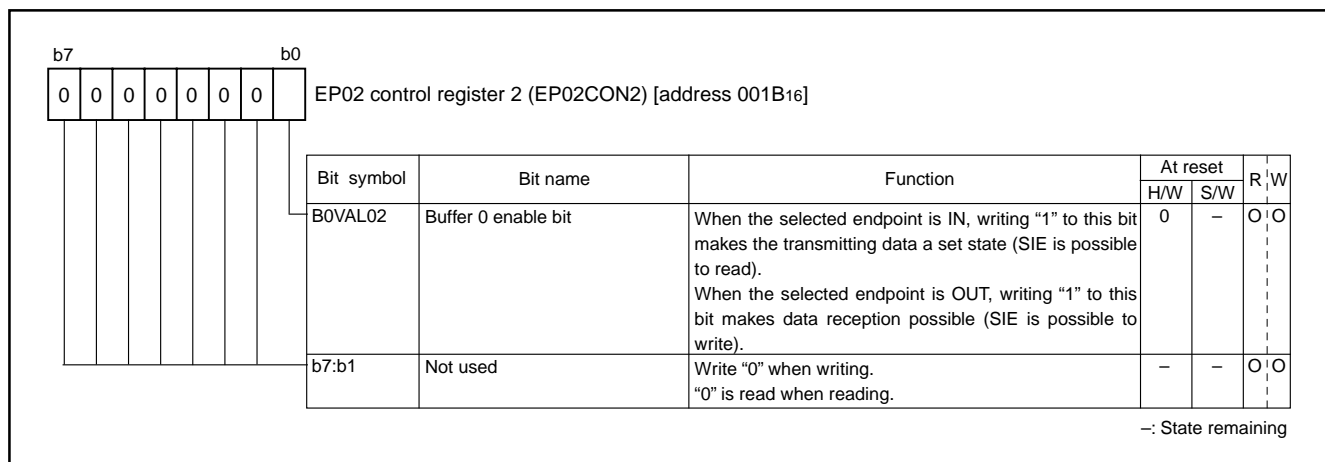 b7 b0
0 0 0 0 0 0 0
EP02 control register 2 (EP02CON2) [address 001B16]
Bit symbol Bit name Function At reset R W
H/W S/W
B0VAL02 Buffer 0 enable bit When the selected endpoint is IN, writing “1” to this bit 0 – O O
makes the transmitting data a set state (SIE is possible
to read).
When the selected endpoint is OUT, writing “1” to this
bit makes data reception possible (SIE is possible to
write).
b7:b1 Not used Write “0” when writing. – – O O
“0” is read when reading.
–: State remaining